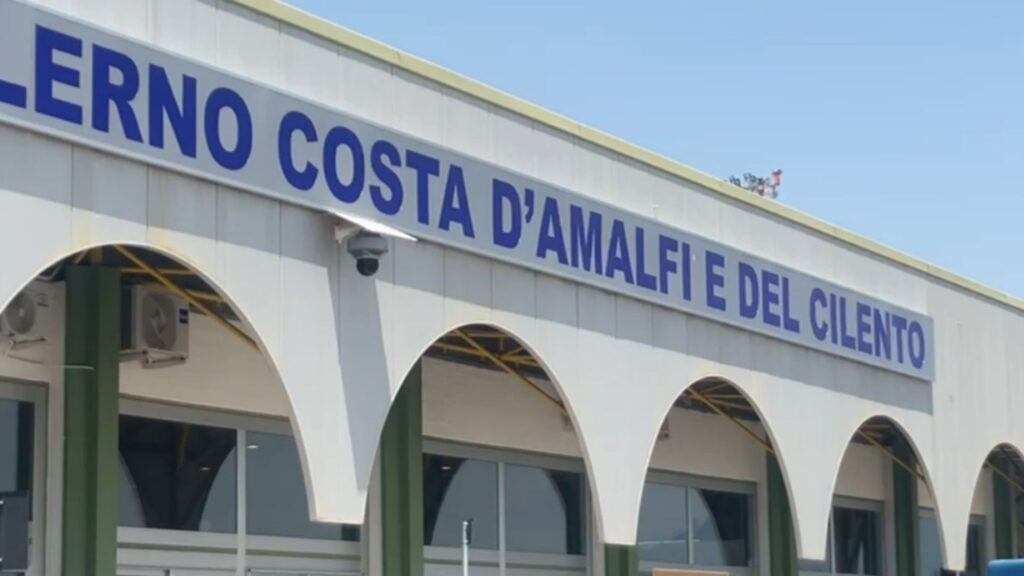 LERNO COSTA D'AMALFI E DEL CILENTO